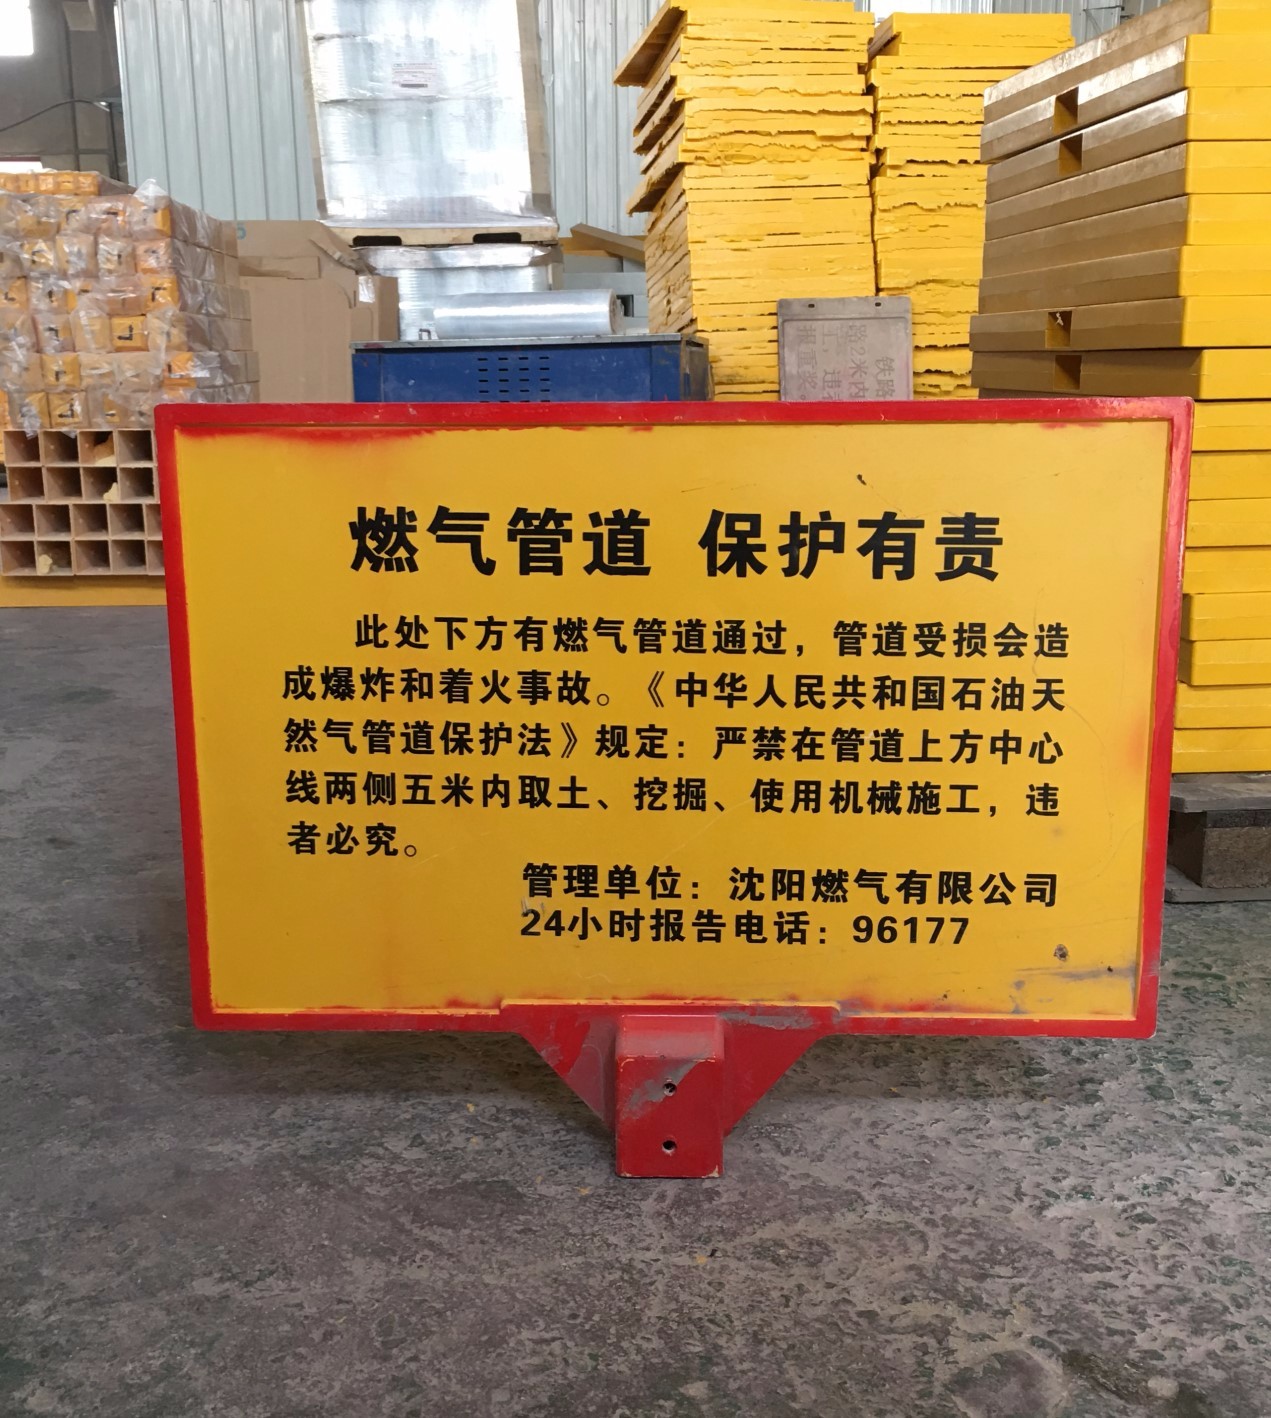 燃气管道 保护有责
此处下方有燃气管道通过，管道受损会造
成爆炸和着火事故。《中华人民共和国石油天
然气管道保护法》规定：严禁在管道上方中心
线两侧五米内取土、挖掘、使用机械施工，违
者必究。
管理单位：沈阳燃气有限公司
24小时报告电话：96177